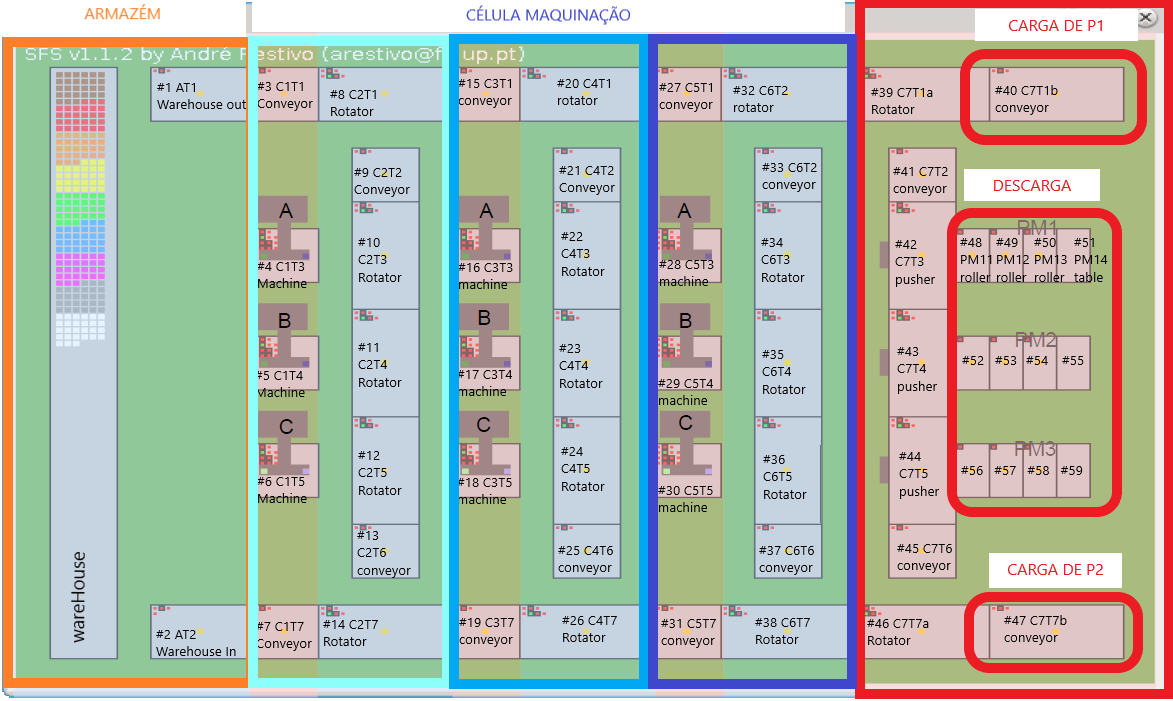 ARMAZÉM
CÉLULA MAQUINAÇÃO
CARGA DE P1
SFS v1.1.2 by André
estivo (arestivo@f
up.pt)
#1 AT1
Warehouse out
#3 C1T1
Conveyor
#8 C2T1
Rotator
#15 C3T1
conveyor
#20 C4T1
rotator
#27 C5T1
conveyor
#32 C6T2
rotator
#39 C7T1a
Rotator
#40 C7T1b
conveyor
#9 C2T2
Conveyor
#21 C4T2
Conveyor
#33 C6T2
conveyor
#41 C7T2
conveyor
DESCARGA
A
A
A
#4 C1T3
Machine
#10
C2T3
Rotator
#16 C3T3
machine
#22
C4T3
Rotator
#28 C5T3
machine
#34
C6T3
Rotator
#42
C7T3
pusher
PM1
#48
PM11
roller
#49
PM12
roller
#50
PM13
roller
#51
PM14
table
B
B
B
#5 C1T4
Machine
#11
C2T4
Rotator
#17 C3T4
machine
#23
C4T4
Rotator
#29 C5T4
machine
#35
C6T4
Rotator
#43
C7T4
pusher
PM2
#52
#53
#54
#55
C
C
C
#6 C1T5
Machine
#12
C2T5
Rotator
#18 C3T5
machine
#24
C4T5
Rotator
#30 C5T5
machine
#36
C6T5
Rotator
#44
C7T5
pusher
PM3
#56
#57
#58
#59
#13
C2T6
conveyor
#25 C4T6
conveyor
#37 C6T6
conveyor
#45 C7T6
conveyor
CARGA DE P2
wareHouse
#2 AT2
Warehouse In
#7 C1T7
Conveyor
#14 C2T7
Rotator
#19 C3T7
conveyor
#26 C4T7
Rotator
#31 C5T7
conveyor
#38 C6T7
Rotator
#46 C7T7a
Rotator
#47 C7T7b
conveyor